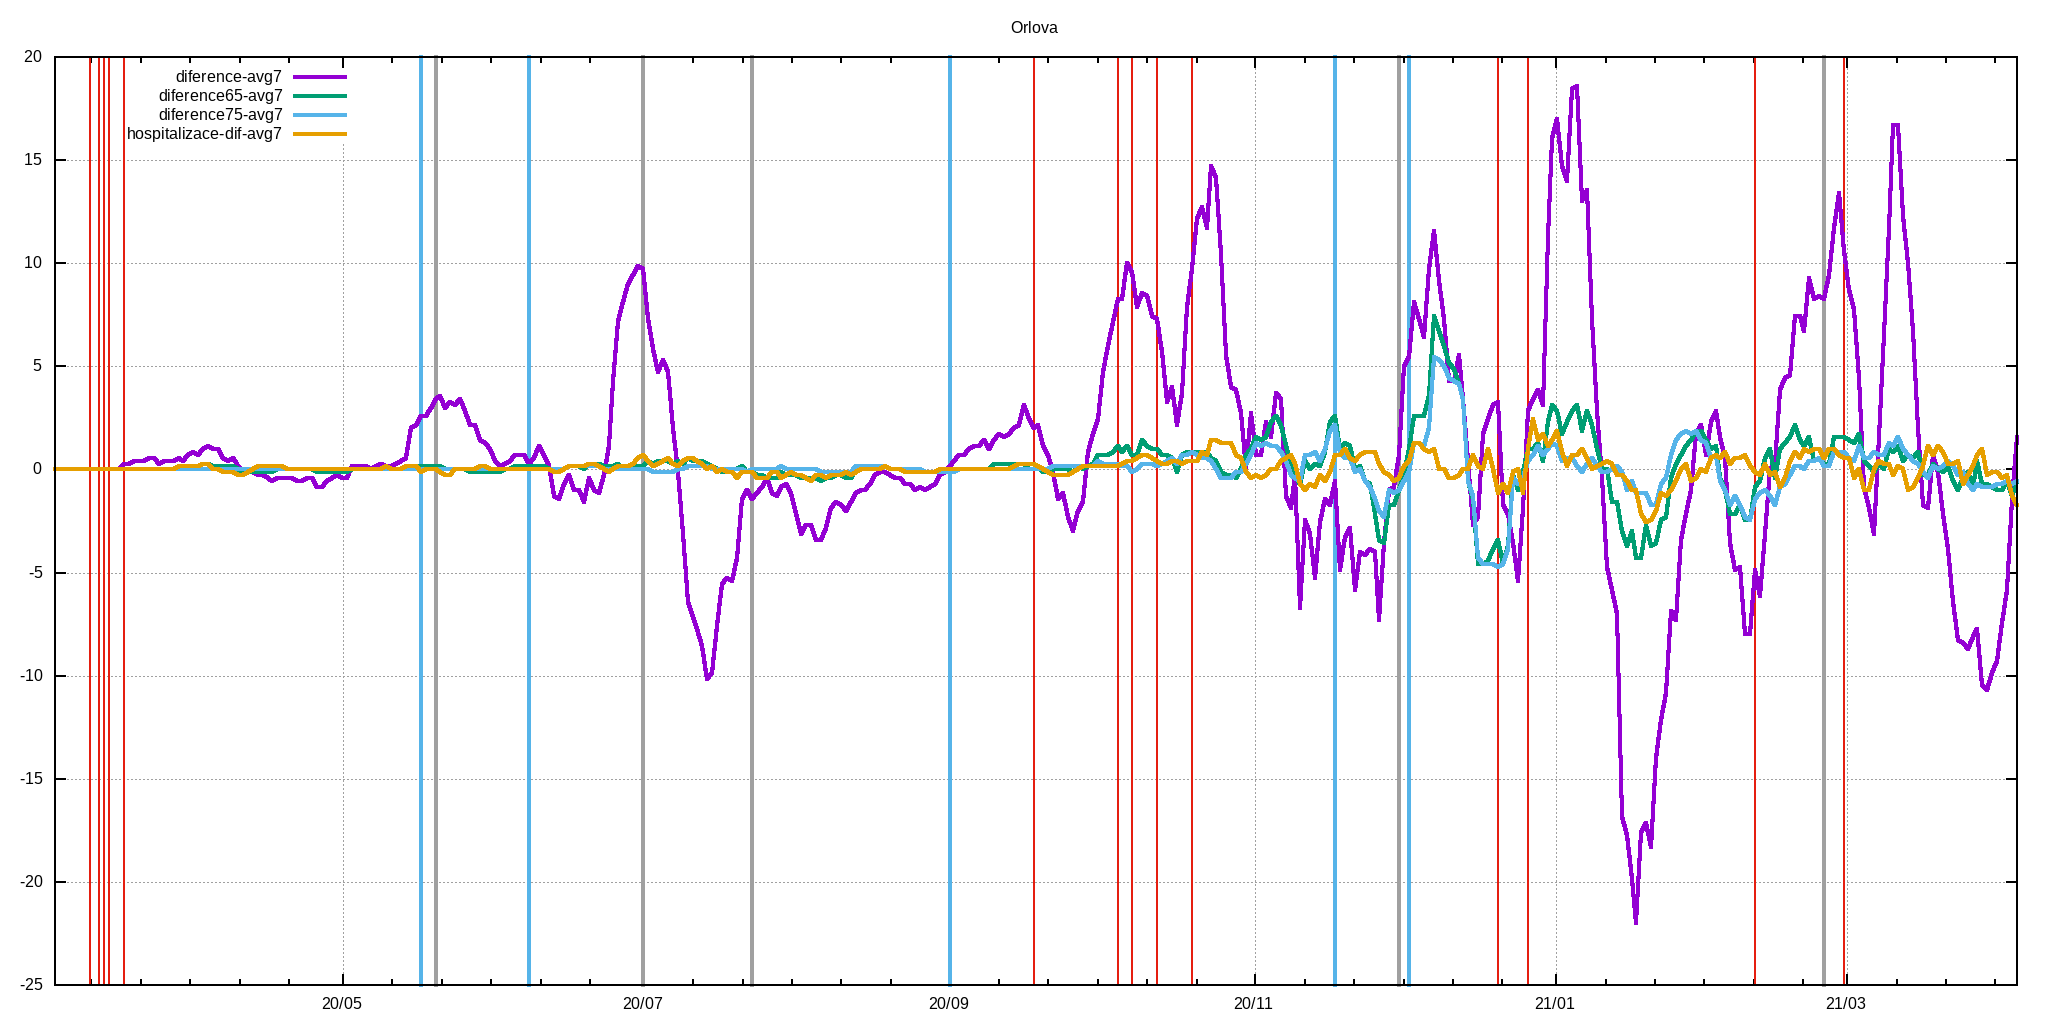 Orlova
diference-avg7
diference65-avg7
diference75-avg7
hospitalizace-dif-avg7
20
15
10
5
0
-5
-10
-15
-20
-25
20/05 20/07 20/09 20/11 21/01 21/03